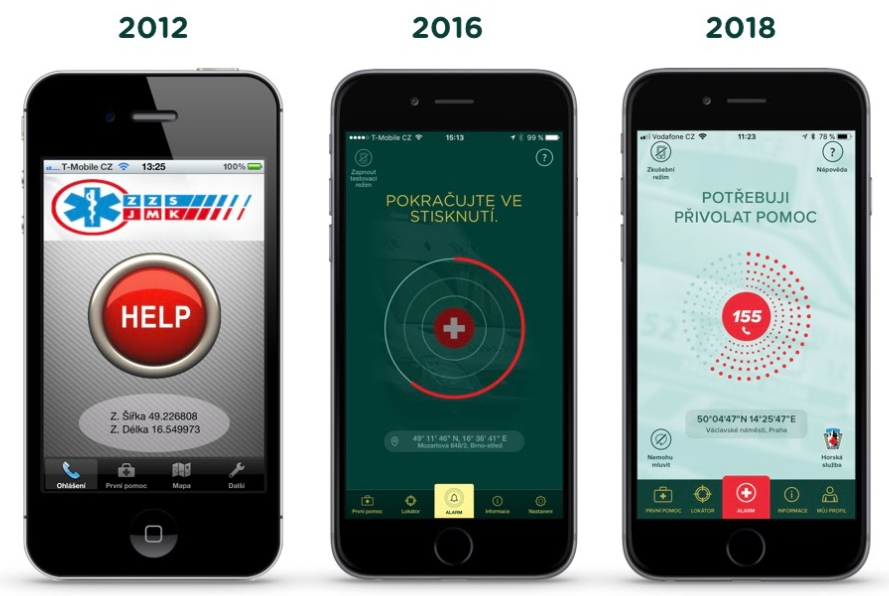 2012
2016
2018
T-Mobile CZ
13:25
100%
ZZS
JMK
HELP
Z. Šířka 49.226808
Z. Délka 16.549973
Ohlášení
První pomoc
Mapa
Další
T-Mobile CZ
15:13
99 %
Zapnout
testovací
režim
?
POKRAČUJTE VE
STISKNUTÍ.
49° 11' 46" N, 16° 36' 41" E
Mozartova 648/2, Brno-střed
První pomoc
Lokátor
ALARM
Informace
Nastavení
Vodafone CZ
11:23
78 %
Zkušební
režim
?
Nápověda
POTŘEBUJI
PŘIVOLAT POMOC
155
50°04'47"N 14°25'47"E
Václavské náměstí, Praha
Nemohu
mluvit
Horská
služba
PRVNÍ POMOC
LOKÁTOR
ALARM
INFORMACE
MŮJ PROFIL